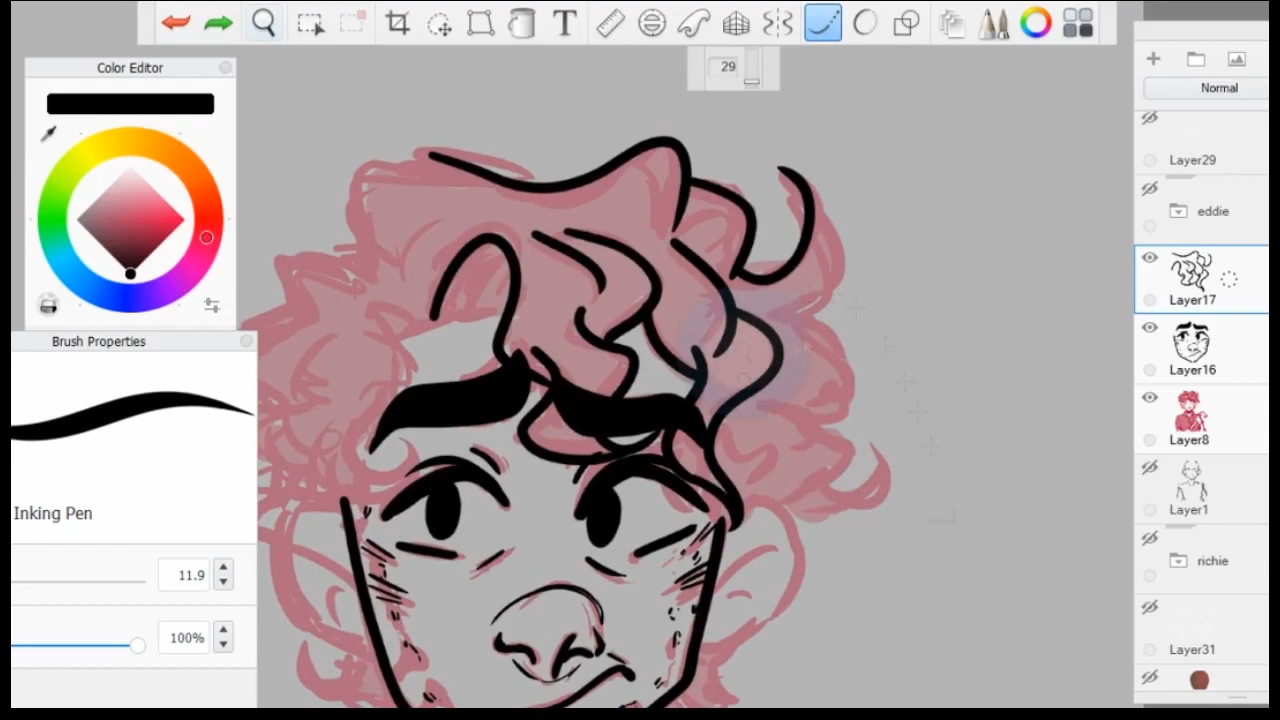 T
Color Editor
29
Normal
Layer29
eddie
Layer17
Brush Properties
Layer16
Layer8
Inking Pen
Layer1
11.9
richie
100%
Layer31